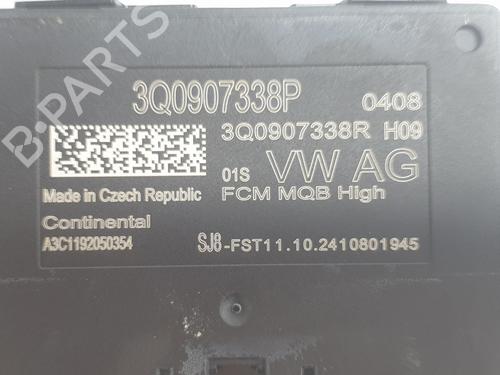 B-PARTS
3Q0907338P 0408
3Q0907338R H09
01S VW AG
Made in Czech Republic FCM MQB High
Continental
A3C1192050354 SJ8-FST11.10.2410801945